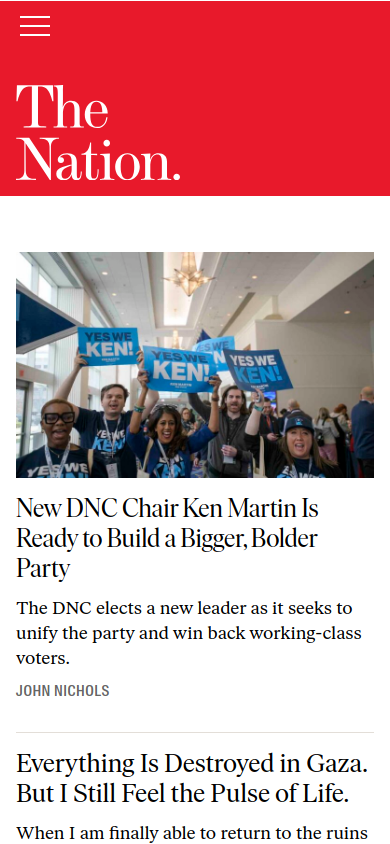 The
Nation.
YES WE
KEN!
YES WE
KEN!
YES WE
KEN!
YES WE
YES WE
New DNC Chair Ken Martin Is
Ready to Build a Bigger, Bolder
Party
The DNC elects a new leader as it seeks to
unify the party and win back working-class
voters.
JOHN NICHOLS
Everything Is Destroyed in Gaza.
But I Still Feel the Pulse of Life.
When I am finally able to return to the ruins